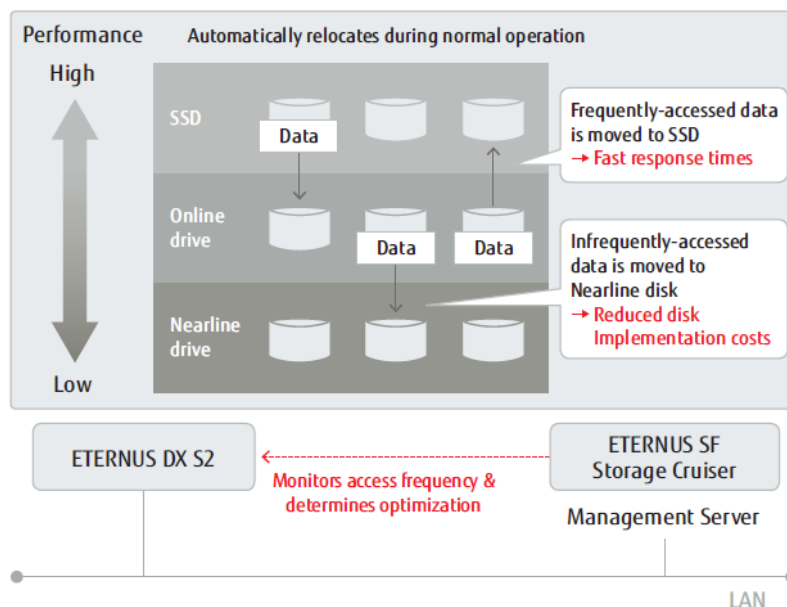 Performance
Automatically relocates during normal operation
High
SSD
Data
Frequently-accessed data
is moved to SSD
→ Fast response times
Online
drive
Data
Data
Infrequently-accessed
data is moved to
Nearline disk
→ Reduced disk
Implementation costs
Nearline
drive
Low
ETERNUS DX S2
Monitors access frequency &
determines optimization
ETERNUS SF
Storage Cruiser
Management Server
LAN